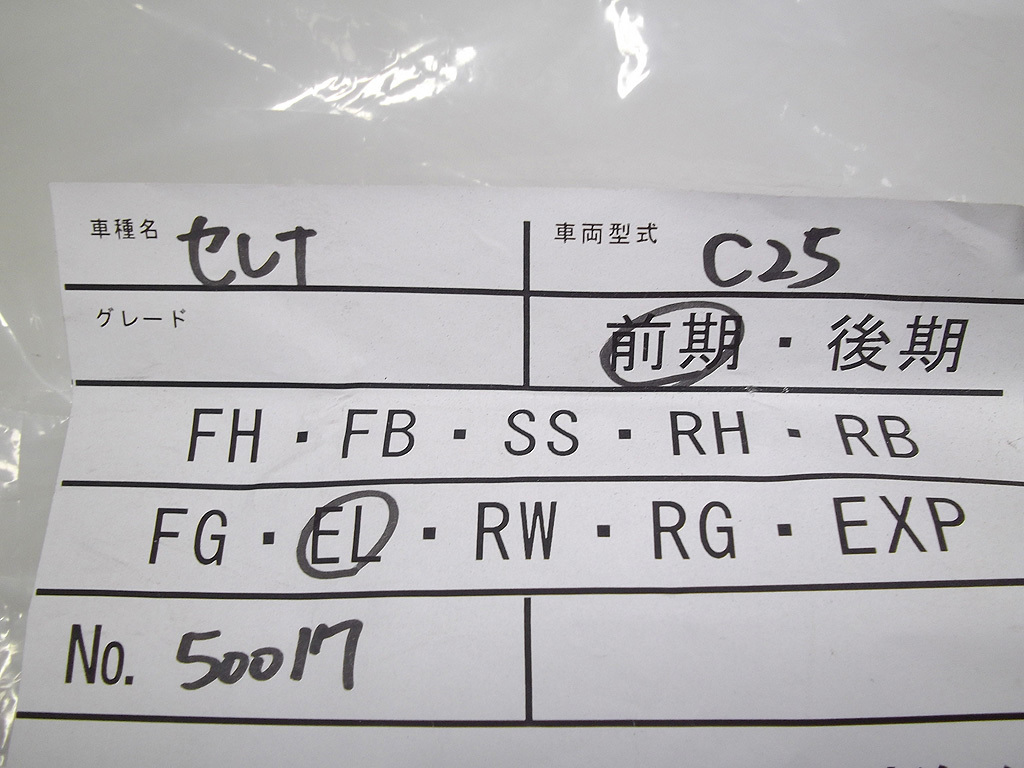 車種名 セレナ 車両型式 C25
グレード 前期・後期
FH・FB・SS・RH・RB
FG・EL・RW・RG・EXP
No. 50017